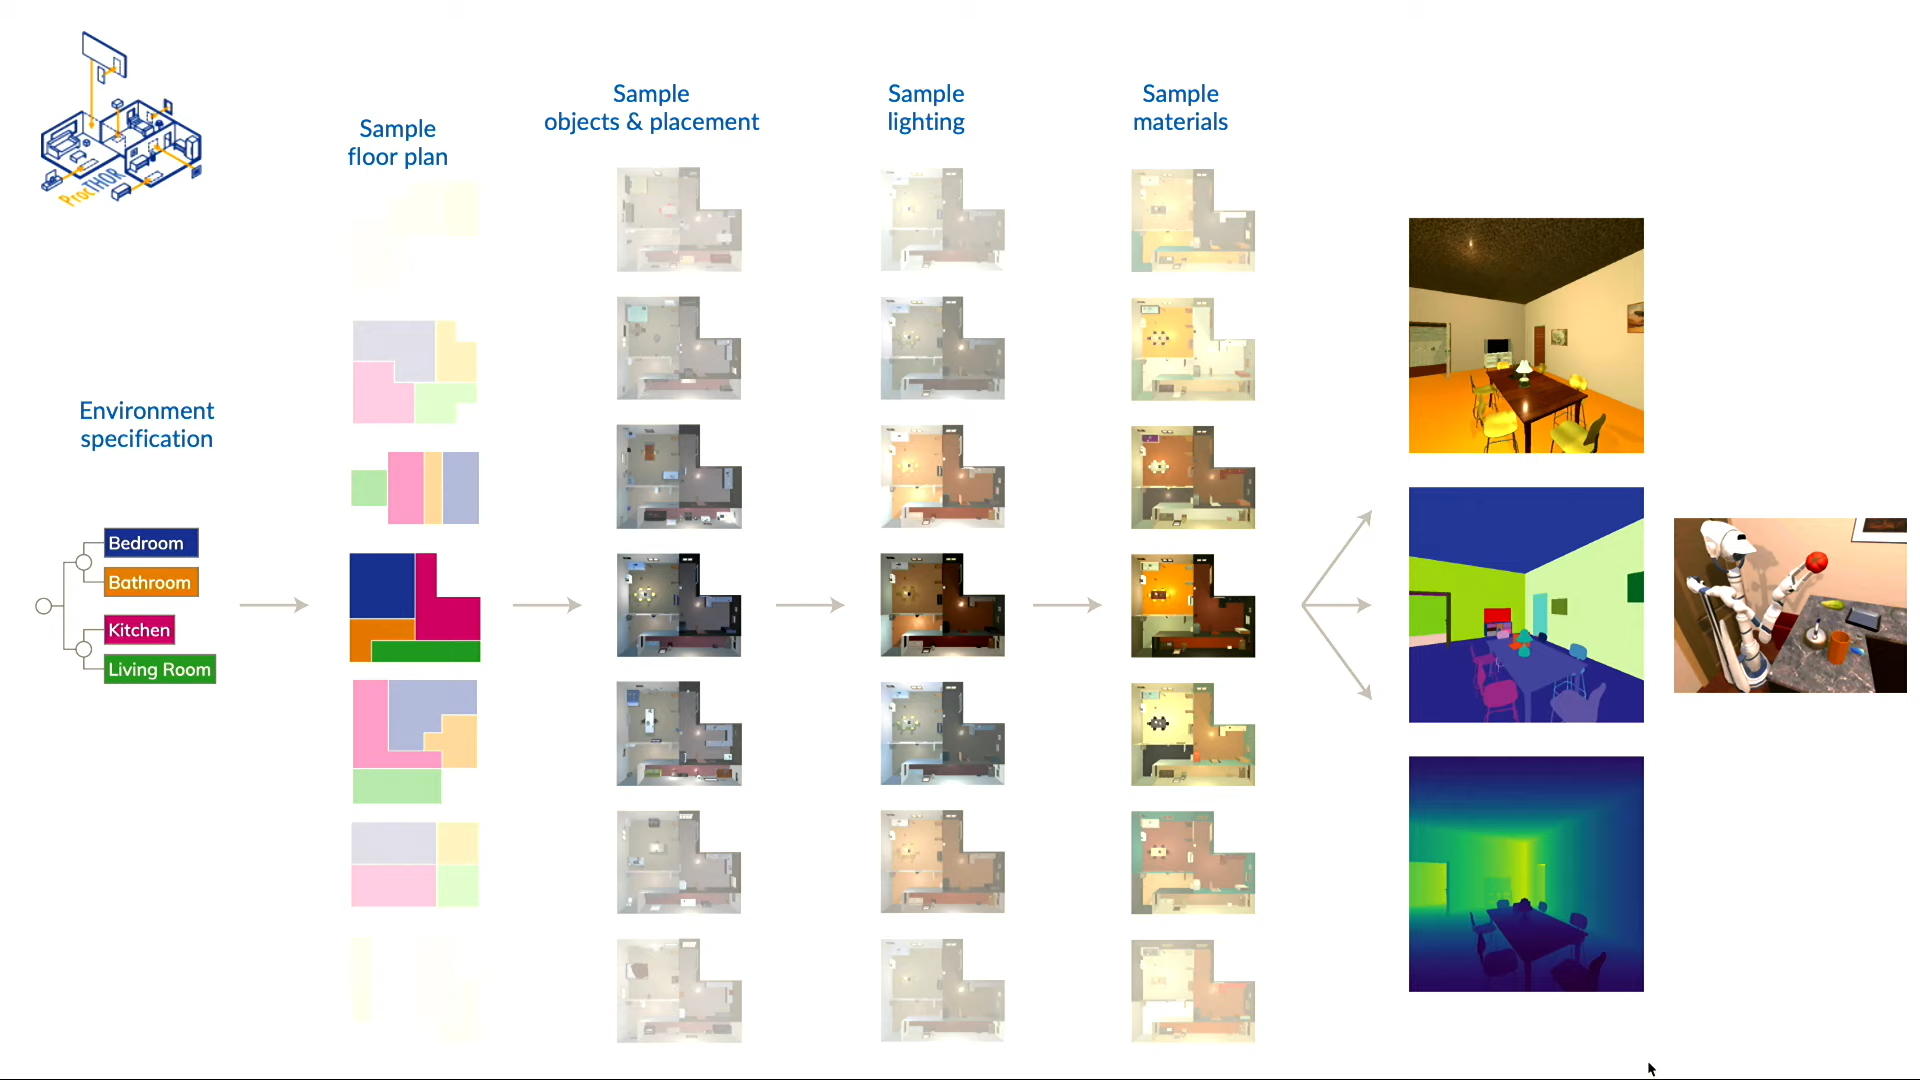 ProcTHOR
Environment
specification
Bedroom
Bathroom
Kitchen
Living Room
Sample
floor plan
Sample
objects & placement
Sample
lighting
Sample
materials